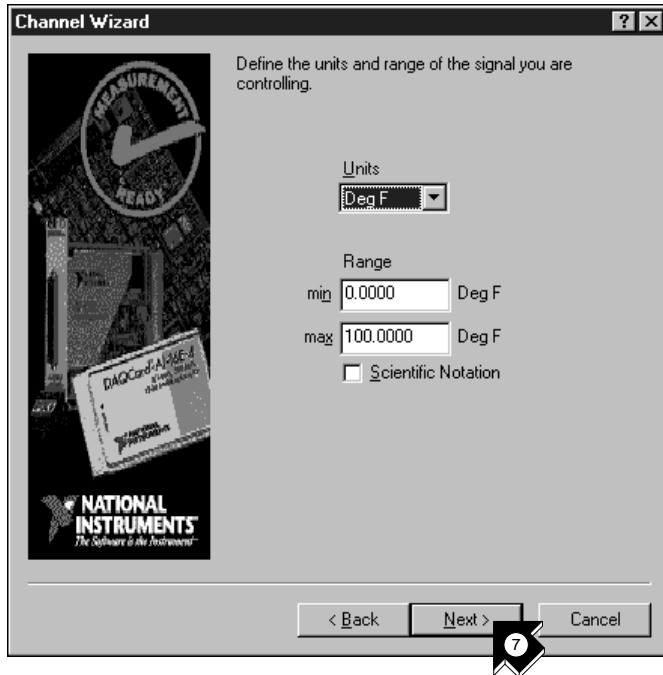 Channel Wizard
? ×
MEASUREMENT
READY
DAQCard-AI-16E-4
NATIONAL
INSTRUMENTS
The Software is the Instrument
Define the units and range of the signal you are
controlling.
Units
Deg F
Range
min 0.0000 Deg F
max 100.0000 Deg F
Scientific Notation
< Back Next > Cancel
7